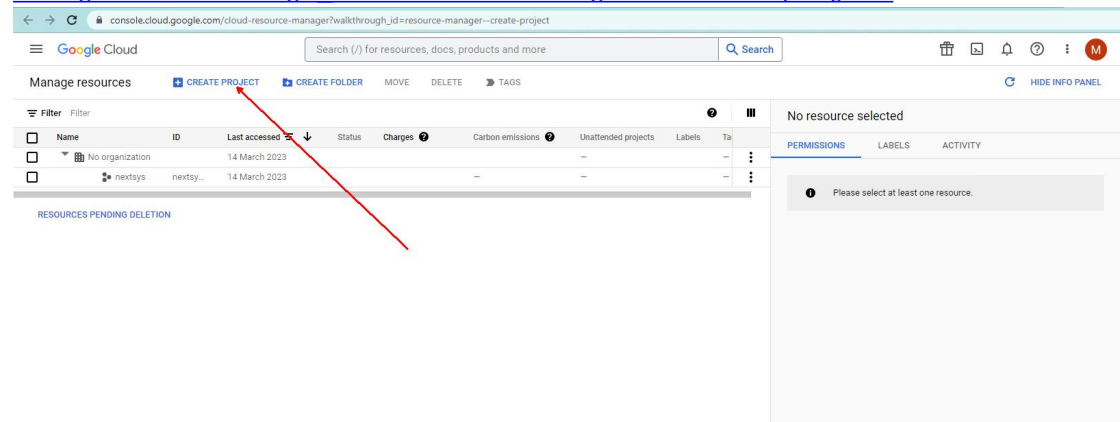 console.cloud.google.com/cloud-resource-manager?walkthrough_id=resource-manager--create-project
Google Cloud
Search (/) for resources, docs, products and more
Search
M
Manage resources
CREATE PROJECT
CREATE FOLDER
MOVE
DELETE
TAGS
HIDE INFO PANEL
Filter Filter
Name ID Last accessed Status Charges Carbon emissions Unattended projects Labels Ta
No organization 14 March 2023 – –
nextsys nextsy... 14 March 2023 – – –
RESOURCES PENDING DELETION
No resource selected
PERMISSIONS LABELS ACTIVITY
Please select at least one resource.